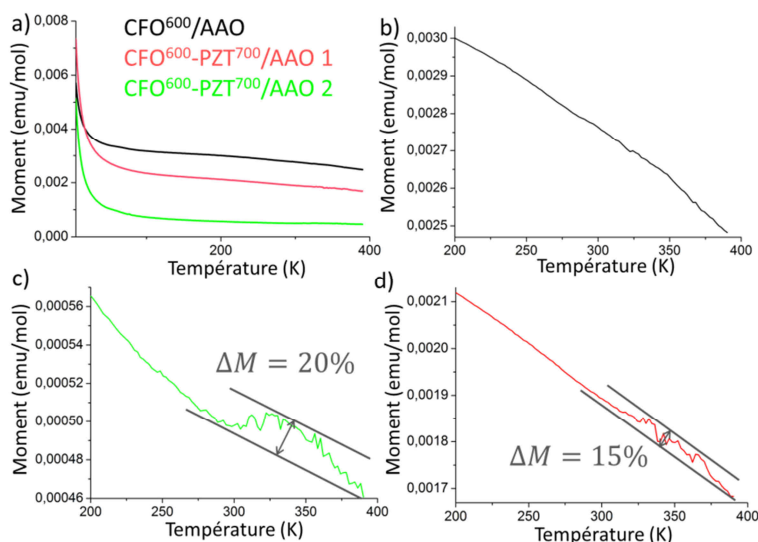 a)
CFO⁶⁰⁰/AAO
CFO⁶⁰⁰-PZT⁷⁰⁰/AAO 1
CFO⁶⁰⁰-PZT⁷⁰⁰/AAO 2
0,008
0,006
0,004
0,002
0,000
Moment (emu/mol)
200
400
Température (K)
b)
0,0030
0,0029
0,0028
0,0027
0,0026
0,0025
Moment (emu/mol)
200
250
300
350
400
Température (K)
c)
0,00056
0,00054
0,00052
0,00050
0,00048
0,00046
Moment (emu/mol)
ΔM = 20%
200
250
300
350
400
Température (K)
d)
0,0021
0,0020
0,0019
0,0018
0,0017
Moment (emu/mol)
ΔM = 15%
200
250
300
350
400
Température (K)